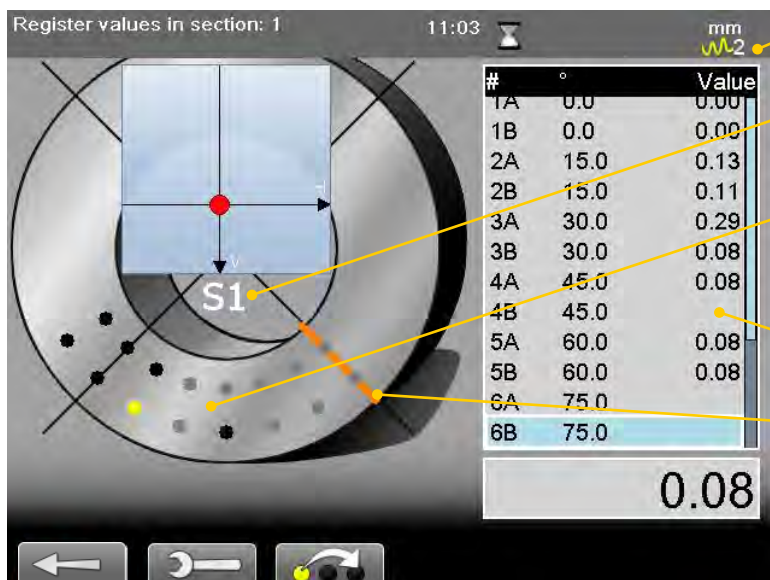 Register values in section: 1
11:03
mm
2
# ° Value
1A 0.0 0.00
1B 0.0 0.00
2A 15.0 0.13
2B 15.0 0.11
3A 30.0 0.29
3B 30.0 0.08
4A 45.0 0.08
4B 45.0
5A 60.0 0.08
5B 60.0 0.08
6A 75.0
6B 75.0
0.08
H
V
S1